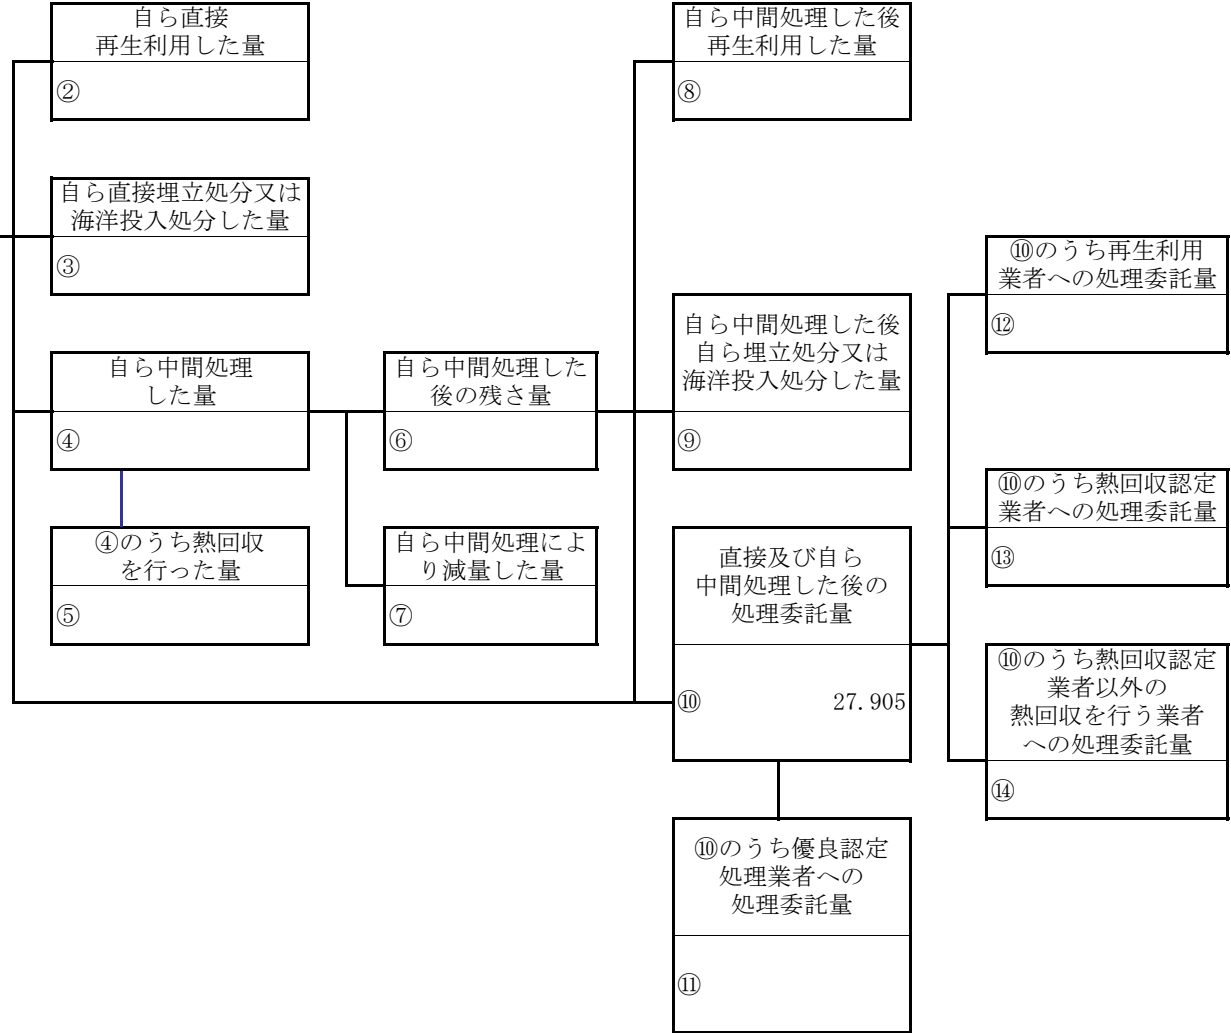 自ら直接
再生利用した量
②
自ら直接埋立処分又は
海洋投入処分した量
③
自ら中間処理
した量
④
④のうち熱回収
を行った量
⑤
自ら中間処理した
後の残さ量
⑥
自ら中間処理によ
り減量した量
⑦
自ら中間処理した後
再生利用した量
⑧
自ら中間処理した後
自ら埋立処分又は
海洋投入処分した量
⑨
直接及び自ら
中間処理した後の
処理委託量
⑩ 27.905
⑩のうち優良認定
処理業者への
処理委託量
⑪
⑩のうち再生利用
業者への処理委託量
⑫
⑩のうち熱回収認定
業者への処理委託量
⑬
⑩のうち熱回収認定
業者以外の
熱回収を行う業者
への処理委託量
⑭